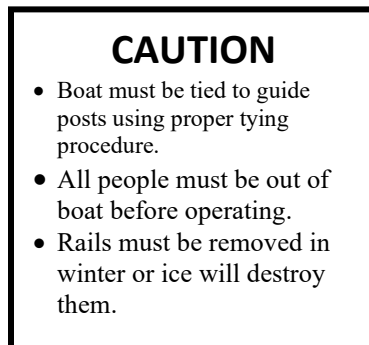 CAUTION
• Boat must be tied to guide
posts using proper tying
procedure.
• All people must be out of
boat before operating.
• Rails must be removed in
winter or ice will destroy
them.